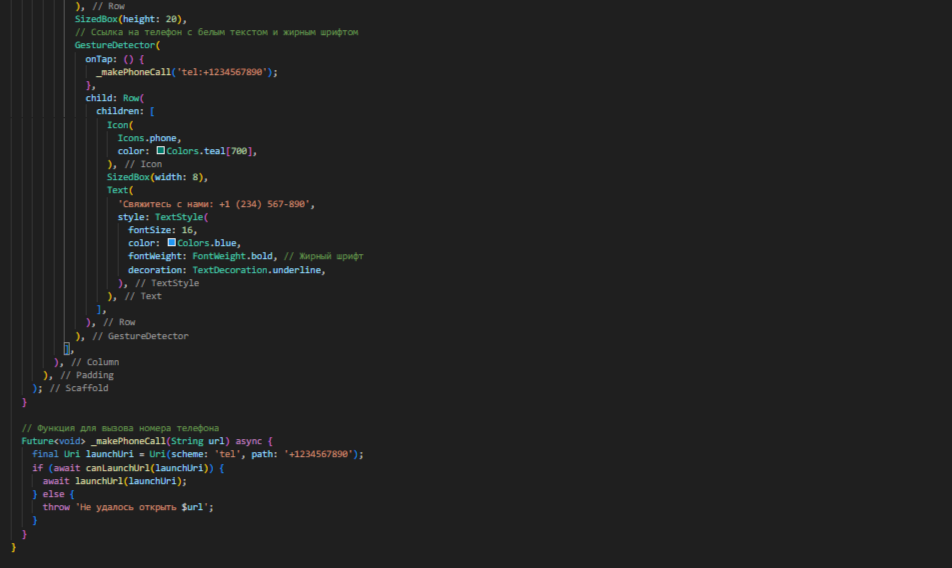 ), // Row
SizedBox(height: 20),
// Ссылка на телефон с белым текстом и жирным шрифтом
GestureDetector(
onTap: () {
_makePhoneCall('tel:+1234567890');
},
child: Row(
children: [
Icon(
Icons.phone,
color: Colors.teal[700],
), // Icon
SizedBox(width: 8),
Text(
'Свяжитесь с нами: +1 (234) 567-890',
style: TextStyle(
fontSize: 16,
color: Colors.blue,
fontWeight: FontWeight.bold, // Жирный шрифт
decoration: TextDecoration.underline,
), // TextStyle
), // Text
],
), // Row
), // GestureDetector
],
), // Column
), // Padding
); // Scaffold
}
// Функция для вызова номера телефона
Future<void> _makePhoneCall(String url) async {
final Uri launchUri = Uri(scheme: 'tel', path: '+1234567890');
if (await canLaunchUrl(launchUri)) {
await launchUrl(launchUri);
} else {
throw 'Не удалось открыть $url';
}
}
}